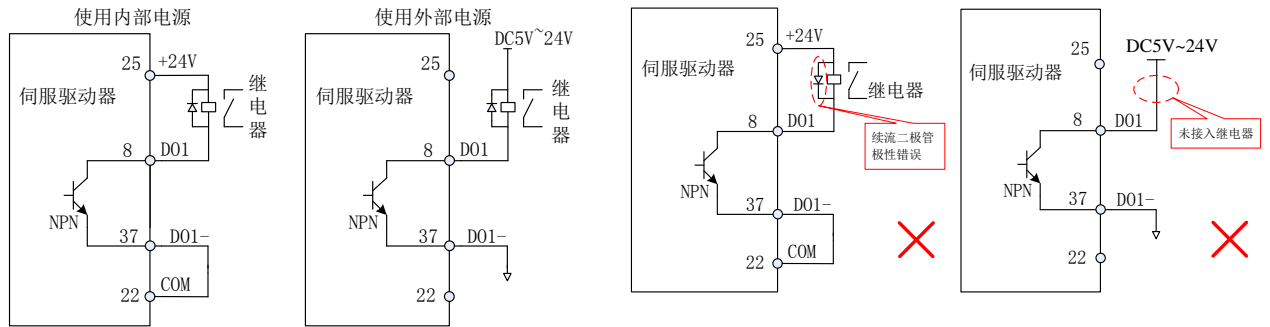 使用内部电源
25
+24V
伺服驱动器
继
电
器
8
DO1
NPN
37
DO1-
22
COM
使用外部电源
DC5V~24V
25
伺服驱动器
继
电
器
8
DO1
NPN
37
DO1-
22
25
+24V
伺服驱动器
继电器
8
DO1
续流二极管
极性错误
NPN
37
DO1-
22
COM
DC5V~24V
25
伺服驱动器
8
DO1
未接入继电器
NPN
37
DO1-
22